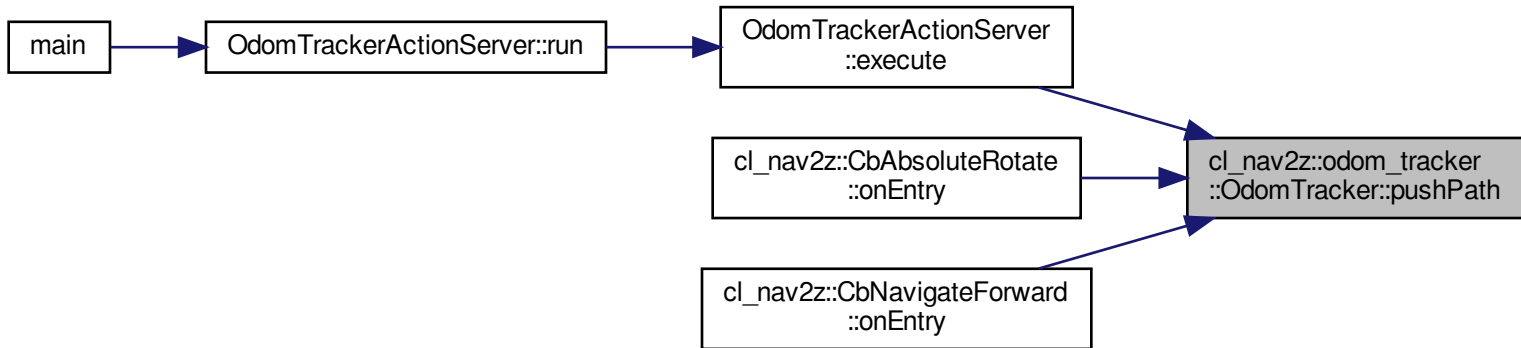 main
OdomTrackerActionServer::run
OdomTrackerActionServer
::execute
cl_nav2z::CbAbsoluteRotate
::onEntry
cl_nav2z::CbNavigateForward
::onEntry
cl_nav2z::odom_tracker
::OdomTracker::pushPath